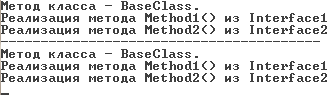 Метод класса - BaseClass.
Реализация метода Method1() из Interface1
Реализация метода Method2() из Interface2
----------------------------------------
Метод класса - BaseClass.
Реализация метода Method1() из Interface1
Реализация метода Method2() из Interface2
_